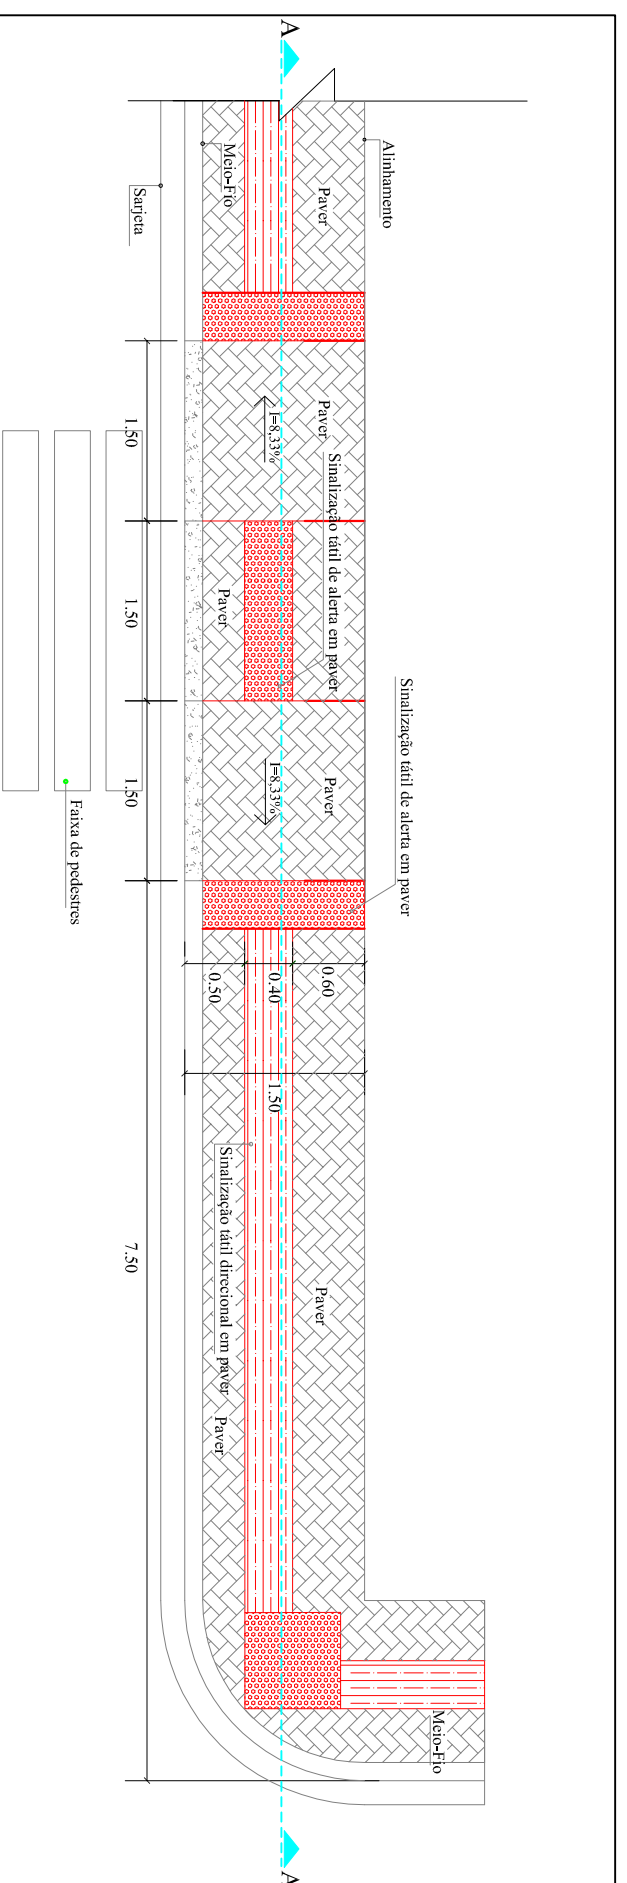 A
Alinhamento
Paver
Meio-Fio
Sarjeta
1.50
I=8,33%
Paver
Sinalização tátil de alerta em paver
1.50
Paver
1.50
I=8,33%
Paver
Sinalização tátil de alerta em paver
Faixa de pedestres
0.60
0.40
0.50
1.50
Sinalização tátil direcional em paver
7.50
Paver
Paver
Meio-Fio
A